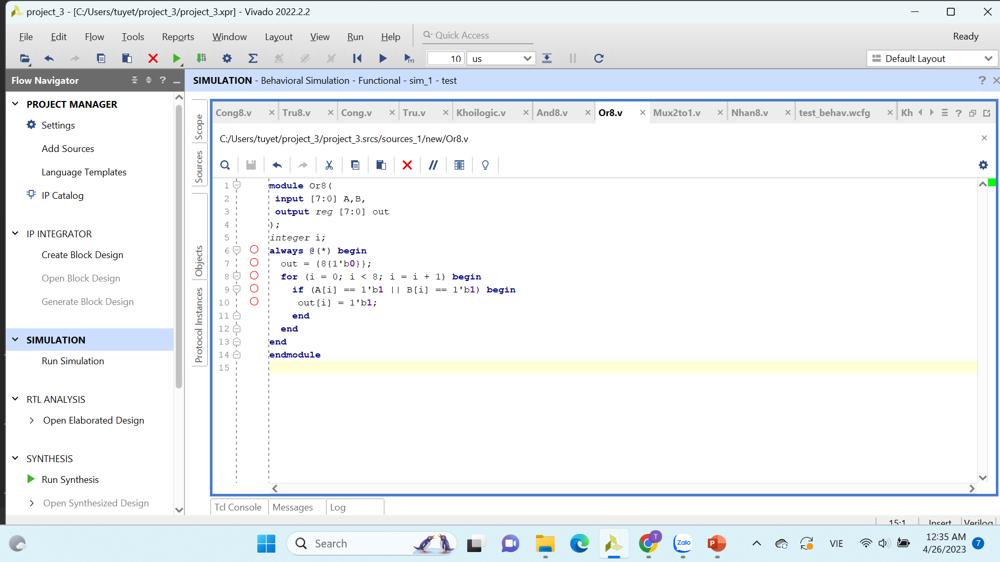 project_3 - [C:/Users/tuyet/project_3/project_3.xpr] - Vivado 2022.2.2
File Edit Flow Tools Reports Window Layout View Run Help Quick Access Ready
10 us Default Layout
Flow Navigator ? _
SIMULATION - Behavioral Simulation - Functional - sim_1 - test
PROJECT MANAGER
Settings
Add Sources
Language Templates
IP Catalog
IP INTEGRATOR
Create Block Design
Open Block Design
Generate Block Design
SIMULATION
Run Simulation
RTL ANALYSIS
Open Elaborated Design
SYNTHESIS
Run Synthesis
Open Synthesized Design
Scope
Sources
Objects
Protocol Instances
Cong8.v Tru8.v Cong.v Tru.v Khoilogic.v And8.v Or8.v Mux2to1.v Nhan8.v test_behav.wcfg Kh
C:/Users/tuyet/project_3/project_3.srcs/sources_1/new/Or8.v
1 module Or8(
2 input [7:0] A,B,
3 output reg [7:0] out
4 );
5 integer i;
6 always @(*) begin
7 out = {8{1'b0}};
8 for (i = 0; i < 8; i = i + 1) begin
9 if (A[i] == 1'b1 || B[i] == 1'b1) begin
10 out[i] = 1'b1;
11 end
12 end
13 end
14 endmodule
15
Tcl Console Messages Log
15:1 Insert Verilog
Search
Zalo
T
P
VIE
12:35 AM
4/26/2023
7